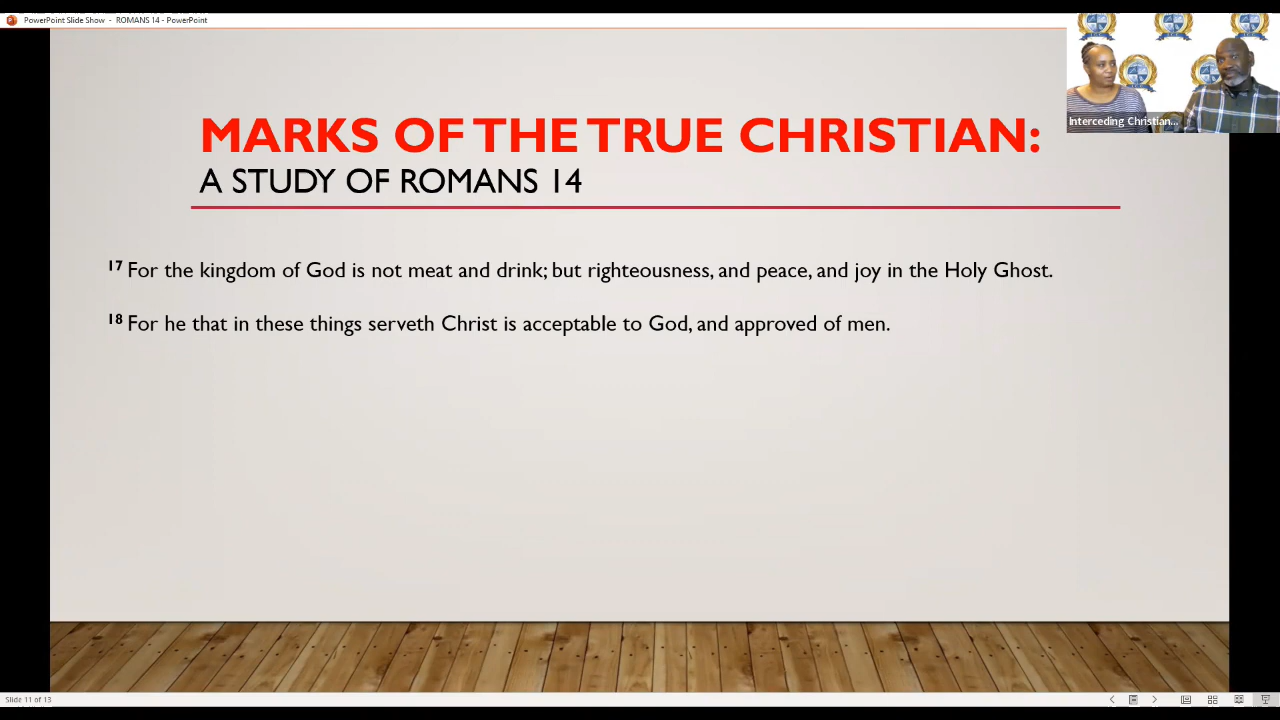 PowerPoint Slide Show - ROMANS 14 - PowerPoint
Interceding Christian...
MARKS OF THE TRUE CHRISTIAN:
A STUDY OF ROMANS 14
17 For the kingdom of God is not meat and drink; but righteousness, and peace, and joy in the Holy Ghost.
18 For he that in these things serveth Christ is acceptable to God, and approved of men.
Slide 11 of 13